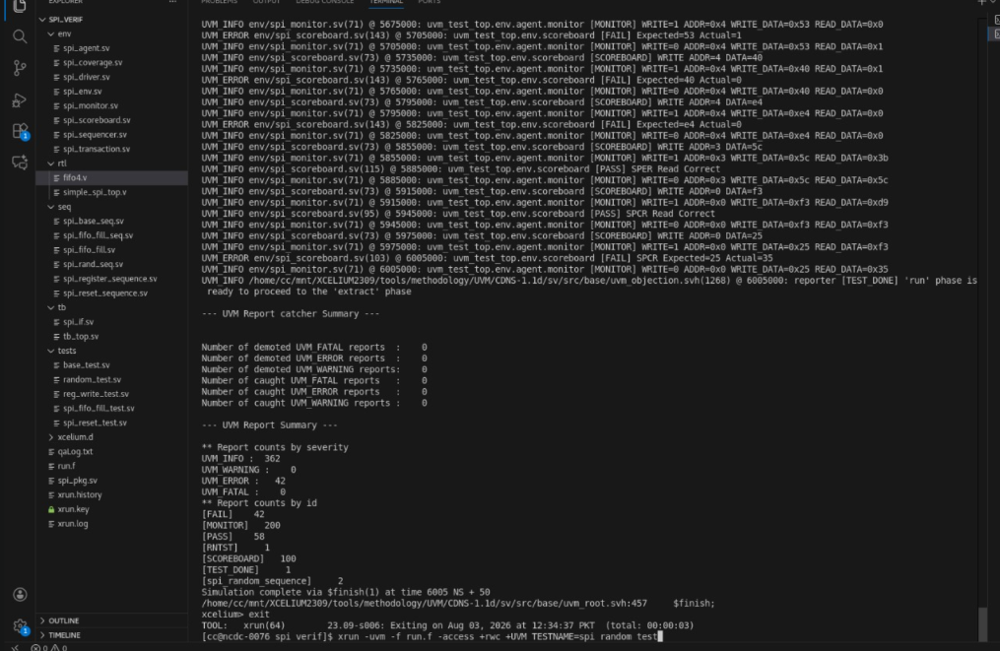 EXPLORER
PROBLEMS OUTPUT DEBUG CONSOLE TERMINAL PORTS
SPI_VERIF
env
spi_agent.sv
spi_coverage.sv
spi_driver.sv
spi_env.sv
spi_monitor.sv
spi_scoreboard.sv
spi_sequencer.sv
spi_transaction.sv
rtl
fifo4.v
simple_spi_top.v
seq
spi_base_seq.sv
spi_fifo_fill_seq.sv
spi_fifo_fill.sv
spi_rand_seq.sv
spi_register_sequence.sv
spi_reset_sequence.sv
tb
spi_if.sv
tb_top.sv
tests
base_test.sv
random_test.sv
reg_write_test.sv
spi_fifo_fill_test.sv
spi_reset_test.sv
xcelium.d
qaLog.txt
run.f
spi_pkg.sv
xrun.history
xrun.key
xrun.log
OUTLINE
TIMELINE
UVM_INFO env/spi_monitor.sv(71) @ 5675000: uvm_test_top.env.agent.monitor [MONITOR] WRITE=1 ADDR=0x4 WRITE_DATA=0x53 READ_DATA=0x0
UVM_ERROR env/spi_scoreboard.sv(143) @ 5705000: uvm_test_top.env.scoreboard [FAIL] Expected=53 Actual=1
UVM_INFO env/spi_monitor.sv(71) @ 5705000: uvm_test_top.env.agent.monitor [MONITOR] WRITE=0 ADDR=0x4 WRITE_DATA=0x53 READ_DATA=0x1
UVM_INFO env/spi_scoreboard.sv(73) @ 5735000: uvm_test_top.env.scoreboard [SCOREBOARD] WRITE ADDR=4 DATA=40
UVM_INFO env/spi_monitor.sv(71) @ 5735000: uvm_test_top.env.agent.monitor [MONITOR] WRITE=1 ADDR=0x4 WRITE_DATA=0x40 READ_DATA=0x1
UVM_ERROR env/spi_scoreboard.sv(143) @ 5765000: uvm_test_top.env.scoreboard [FAIL] Expected=40 Actual=0
UVM_INFO env/spi_monitor.sv(71) @ 5765000: uvm_test_top.env.agent.monitor [MONITOR] WRITE=0 ADDR=0x4 WRITE_DATA=0x40 READ_DATA=0x0
UVM_INFO env/spi_scoreboard.sv(73) @ 5795000: uvm_test_top.env.scoreboard [SCOREBOARD] WRITE ADDR=4 DATA=e4
UVM_INFO env/spi_monitor.sv(71) @ 5795000: uvm_test_top.env.agent.monitor [MONITOR] WRITE=1 ADDR=0x4 WRITE_DATA=0xe4 READ_DATA=0x0
UVM_ERROR env/spi_scoreboard.sv(143) @ 5825000: uvm_test_top.env.scoreboard [FAIL] Expected=e4 Actual=0
UVM_INFO env/spi_monitor.sv(71) @ 5825000: uvm_test_top.env.agent.monitor [MONITOR] WRITE=0 ADDR=0x4 WRITE_DATA=0xe4 READ_DATA=0x0
UVM_INFO env/spi_scoreboard.sv(73) @ 5855000: uvm_test_top.env.scoreboard [SCOREBOARD] WRITE ADDR=3 DATA=5c
UVM_INFO env/spi_monitor.sv(71) @ 5855000: uvm_test_top.env.agent.monitor [MONITOR] WRITE=1 ADDR=0x3 WRITE_DATA=0x5c READ_DATA=0x3b
UVM_INFO env/spi_scoreboard.sv(115) @ 5885000: uvm_test_top.env.scoreboard [PASS] SPER Read Correct
UVM_INFO env/spi_monitor.sv(71) @ 5885000: uvm_test_top.env.agent.monitor [MONITOR] WRITE=0 ADDR=0x3 WRITE_DATA=0x5c READ_DATA=0x5c
UVM_INFO env/spi_scoreboard.sv(73) @ 5915000: uvm_test_top.env.scoreboard [SCOREBOARD] WRITE ADDR=0 DATA=f3
UVM_INFO env/spi_monitor.sv(71) @ 5915000: uvm_test_top.env.agent.monitor [MONITOR] WRITE=1 ADDR=0x0 WRITE_DATA=0xf3 READ_DATA=0xd9
UVM_INFO env/spi_scoreboard.sv(95) @ 5945000: uvm_test_top.env.scoreboard [PASS] SPCR Read Correct
UVM_INFO env/spi_monitor.sv(71) @ 5945000: uvm_test_top.env.agent.monitor [MONITOR] WRITE=0 ADDR=0x0 WRITE_DATA=0xf3 READ_DATA=0xf3
UVM_INFO env/spi_scoreboard.sv(73) @ 5975000: uvm_test_top.env.scoreboard [SCOREBOARD] WRITE ADDR=0 DATA=25
UVM_INFO env/spi_monitor.sv(71) @ 5975000: uvm_test_top.env.agent.monitor [MONITOR] WRITE=1 ADDR=0x0 WRITE_DATA=0x25 READ_DATA=0xf3
UVM_ERROR env/spi_scoreboard.sv(103) @ 6005000: uvm_test_top.env.scoreboard [FAIL] SPCR Expected=25 Actual=35
UVM_INFO env/spi_monitor.sv(71) @ 6005000: uvm_test_top.env.agent.monitor [MONITOR] WRITE=0 ADDR=0x0 WRITE_DATA=0x25 READ_DATA=0x35
UVM_INFO /home/cc/mnt/XCELIUM2309/tools/methodology/UVM/CDNS-1.1d/sv/src/base/uvm_objection.svh(1268) @ 6005000: reporter [TEST_DONE] 'run' phase is
ready to proceed to the 'extract' phase
--- UVM Report catcher Summary ---
Number of demoted UVM_FATAL reports : 0
Number of demoted UVM_ERROR reports : 0
Number of demoted UVM_WARNING reports: 0
Number of caught UVM_FATAL reports : 0
Number of caught UVM_ERROR reports : 0
Number of caught UVM_WARNING reports : 0
--- UVM Report Summary ---
** Report counts by severity
UVM_INFO : 362
UVM_WARNING : 0
UVM_ERROR : 42
UVM_FATAL : 0
** Report counts by id
[FAIL] 42
[MONITOR] 200
[PASS] 58
[RNTST] 1
[SCOREBOARD] 100
[TEST_DONE] 1
[spi_random_sequence] 2
Simulation complete via $finish(1) at time 6005 NS + 50
/home/cc/mnt/XCELIUM2309/tools/methodology/UVM/CDNS-1.1d/sv/src/base/uvm_root.svh:457 $finish;
xcelium> exit
TOOL: xrun(64) 23.09-s006: Exiting on Aug 03, 2026 at 12:34:37 PKT (total: 00:00:03)
[cc@ncdc-0076 spi_verif]$ xrun -uvm -f run.f -access +rwc +UVM_TESTNAME=spi_random_test
0 0